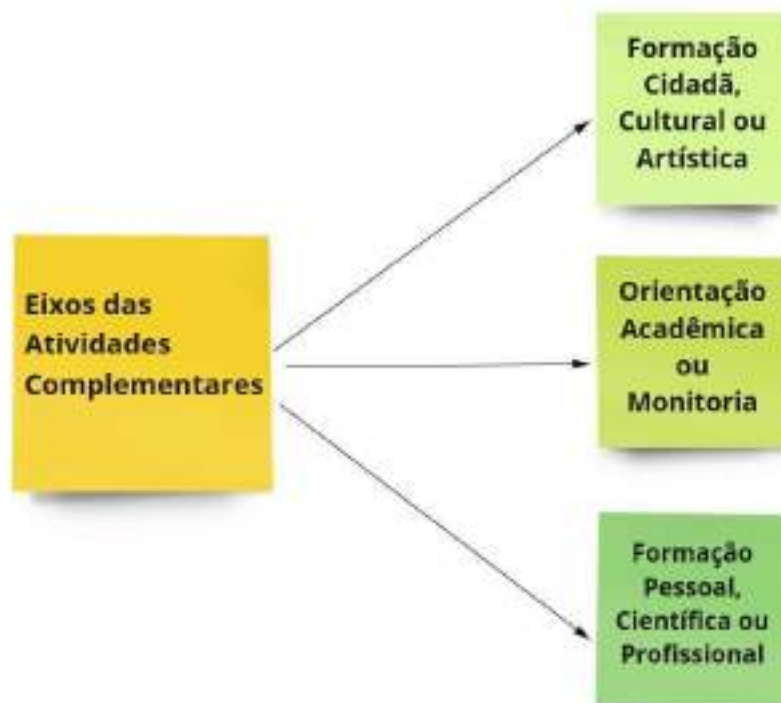 Eixos das
Atividades
Complementares
Formação
Cidadã,
Cultural ou
Artística
Orientação
Acadêmica
ou
Monitoria
Formação
Pessoal,
Científica ou
Profissional